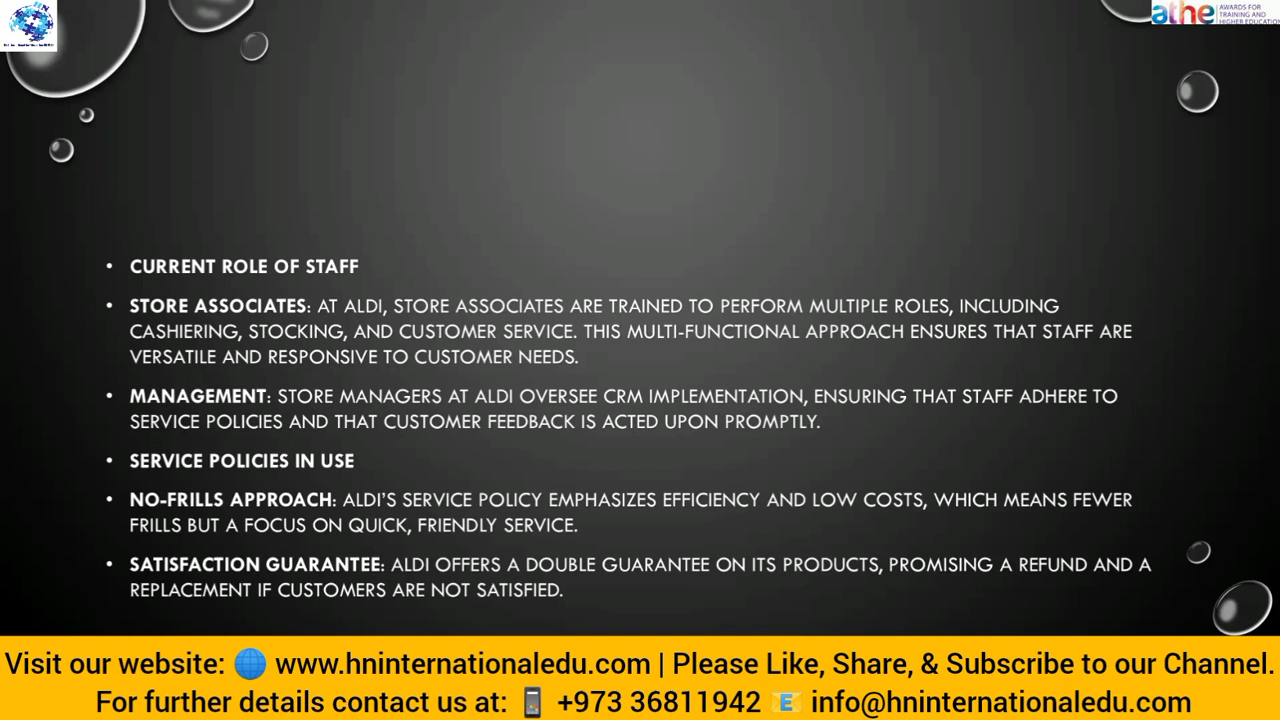 athe AWARDS FOR
TRAINING AND
HIGHER EDUCATION
• CURRENT ROLE OF STAFF
• STORE ASSOCIATES: AT ALDI, STORE ASSOCIATES ARE TRAINED TO PERFORM MULTIPLE ROLES, INCLUDING
CASHIERING, STOCKING, AND CUSTOMER SERVICE. THIS MULTI-FUNCTIONAL APPROACH ENSURES THAT STAFF ARE
VERSATILE AND RESPONSIVE TO CUSTOMER NEEDS.
• MANAGEMENT: STORE MANAGERS AT ALDI OVERSEE CRM IMPLEMENTATION, ENSURING THAT STAFF ADHERE TO
SERVICE POLICIES AND THAT CUSTOMER FEEDBACK IS ACTED UPON PROMPTLY.
• SERVICE POLICIES IN USE
• NO-FRILLS APPROACH: ALDI’S SERVICE POLICY EMPHASIZES EFFICIENCY AND LOW COSTS, WHICH MEANS FEWER
FRILLS BUT A FOCUS ON QUICK, FRIENDLY SERVICE.
• SATISFACTION GUARANTEE: ALDI OFFERS A DOUBLE GUARANTEE ON ITS PRODUCTS, PROMISING A REFUND AND A
REPLACEMENT IF CUSTOMERS ARE NOT SATISFIED.
Visit our website: 🌐 www.hninternationaledu.com | Please Like, Share, & Subscribe to our Channel.
For further details contact us at: 📱 +973 36811942 📧 info@hninternationaledu.com